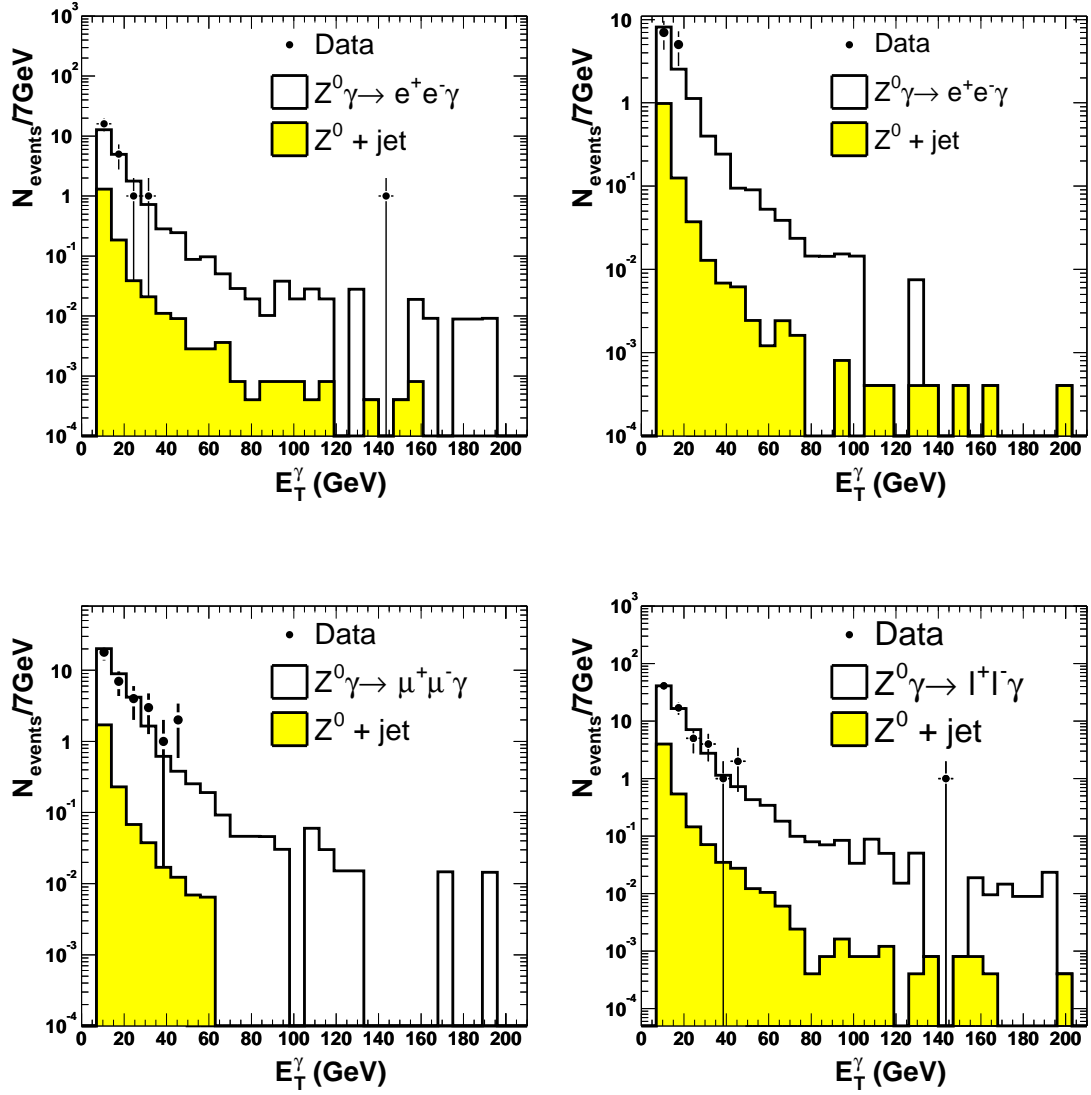 N_events/7GeV
10³
10²
10
1
10⁻¹
10⁻²
10⁻³
10⁻⁴
Data
Z⁰γ→ e⁺e⁻γ
Z⁰ + jet
0 20 40 60 80 100 120 140 160 180 200
E_T^γ (GeV)
N_events/7GeV
10
1
10⁻¹
10⁻²
10⁻³
10⁻⁴
Data
Z⁰γ→ e⁺e⁻γ
Z⁰ + jet
0 20 40 60 80 100 120 140 160 180 200
E_T^γ (GeV)
N_events/7GeV
10
1
10⁻¹
10⁻²
10⁻³
10⁻⁴
Data
Z⁰γ→ μ⁺μ⁻γ
Z⁰ + jet
0 20 40 60 80 100 120 140 160 180 200
E_T^γ (GeV)
N_events/7GeV
10³
10²
10
1
10⁻¹
10⁻²
10⁻³
10⁻⁴
Data
Z⁰γ→ l⁺l⁻γ
Z⁰ + jet
0 20 40 60 80 100 120 140 160 180 200
E_T^γ (GeV)